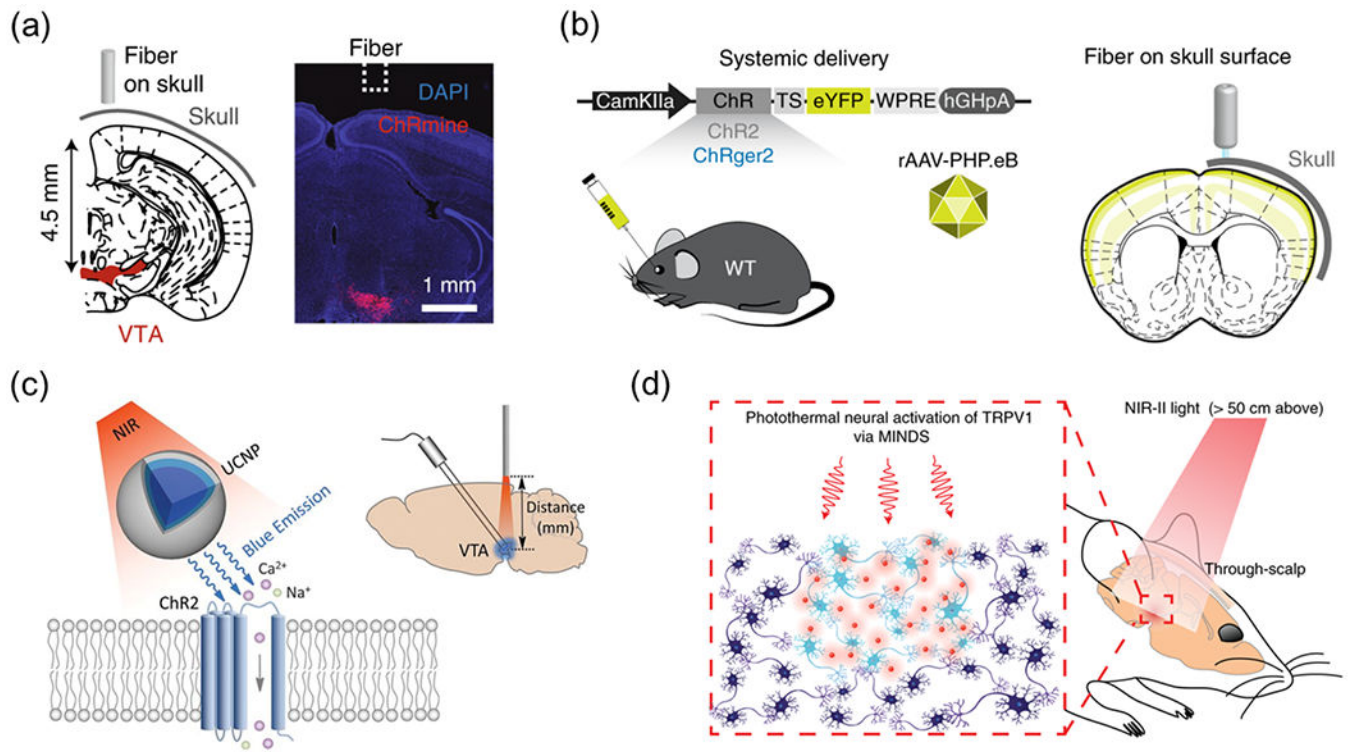 (a)
Fiber
on skull
Skull
4.5 mm
VTA
Fiber
DAPI
ChRmine
1 mm
(b)
Systemic delivery
CamKIIa
ChR
TS
eYFP
WPRE
hGHpA
ChR2
ChRger2
rAAV-PHP.eB
WT
Fiber on skull surface
Skull
(c)
NIR
UCNP
Blue Emission
Ca²⁺
Na⁺
ChR2
VTA
Distance
(mm)
(d)
Photothermal neural activation of TRPV1
via MINDS
NIR-II light (> 50 cm above)
Through-scalp